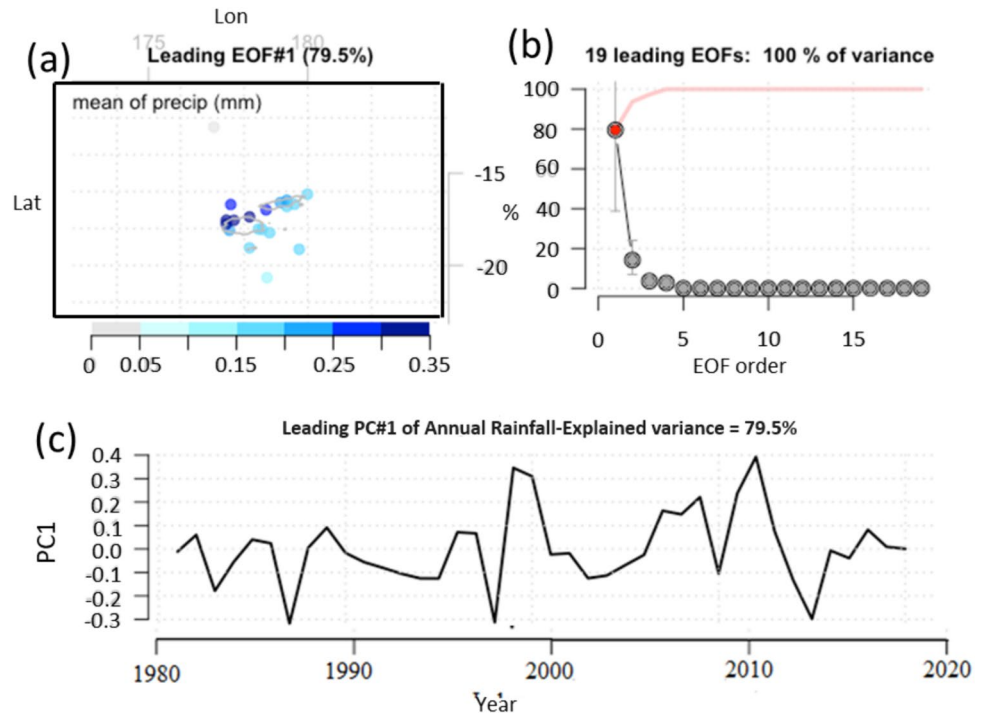 Lon
175 180
(a) Leading EOF#1 (79.5%)
mean of precip (mm)
Lat
-15
-20
0 0.05 0.15 0.25 0.35
(b) 19 leading EOFs: 100 % of variance
%
100
80
60
40
20
0
0 5 10 15
EOF order
(c) Leading PC#1 of Annual Rainfall-Explained variance = 79.5%
PC1
0.4
0.3
0.2
0.1
0.0
-0.1
-0.2
-0.3
1980 1990 2000 2010 2020
Year